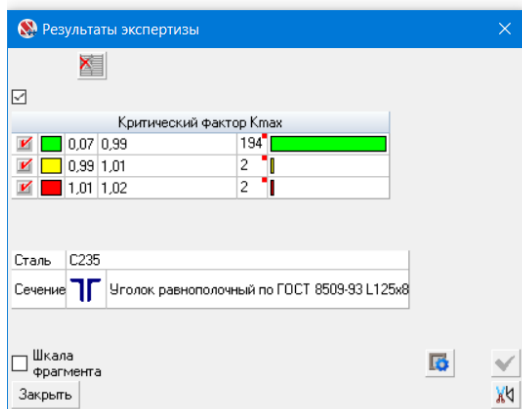 Результаты экспертизы
Критический фактор Kmax
0,07 0,99 194
0,99 1,01 2
1,01 1,02 2
Сталь C235
Сечение Уголок равнополочный по ГОСТ 8509-93 L125x8
Шкала
фрагмента
Закрыть